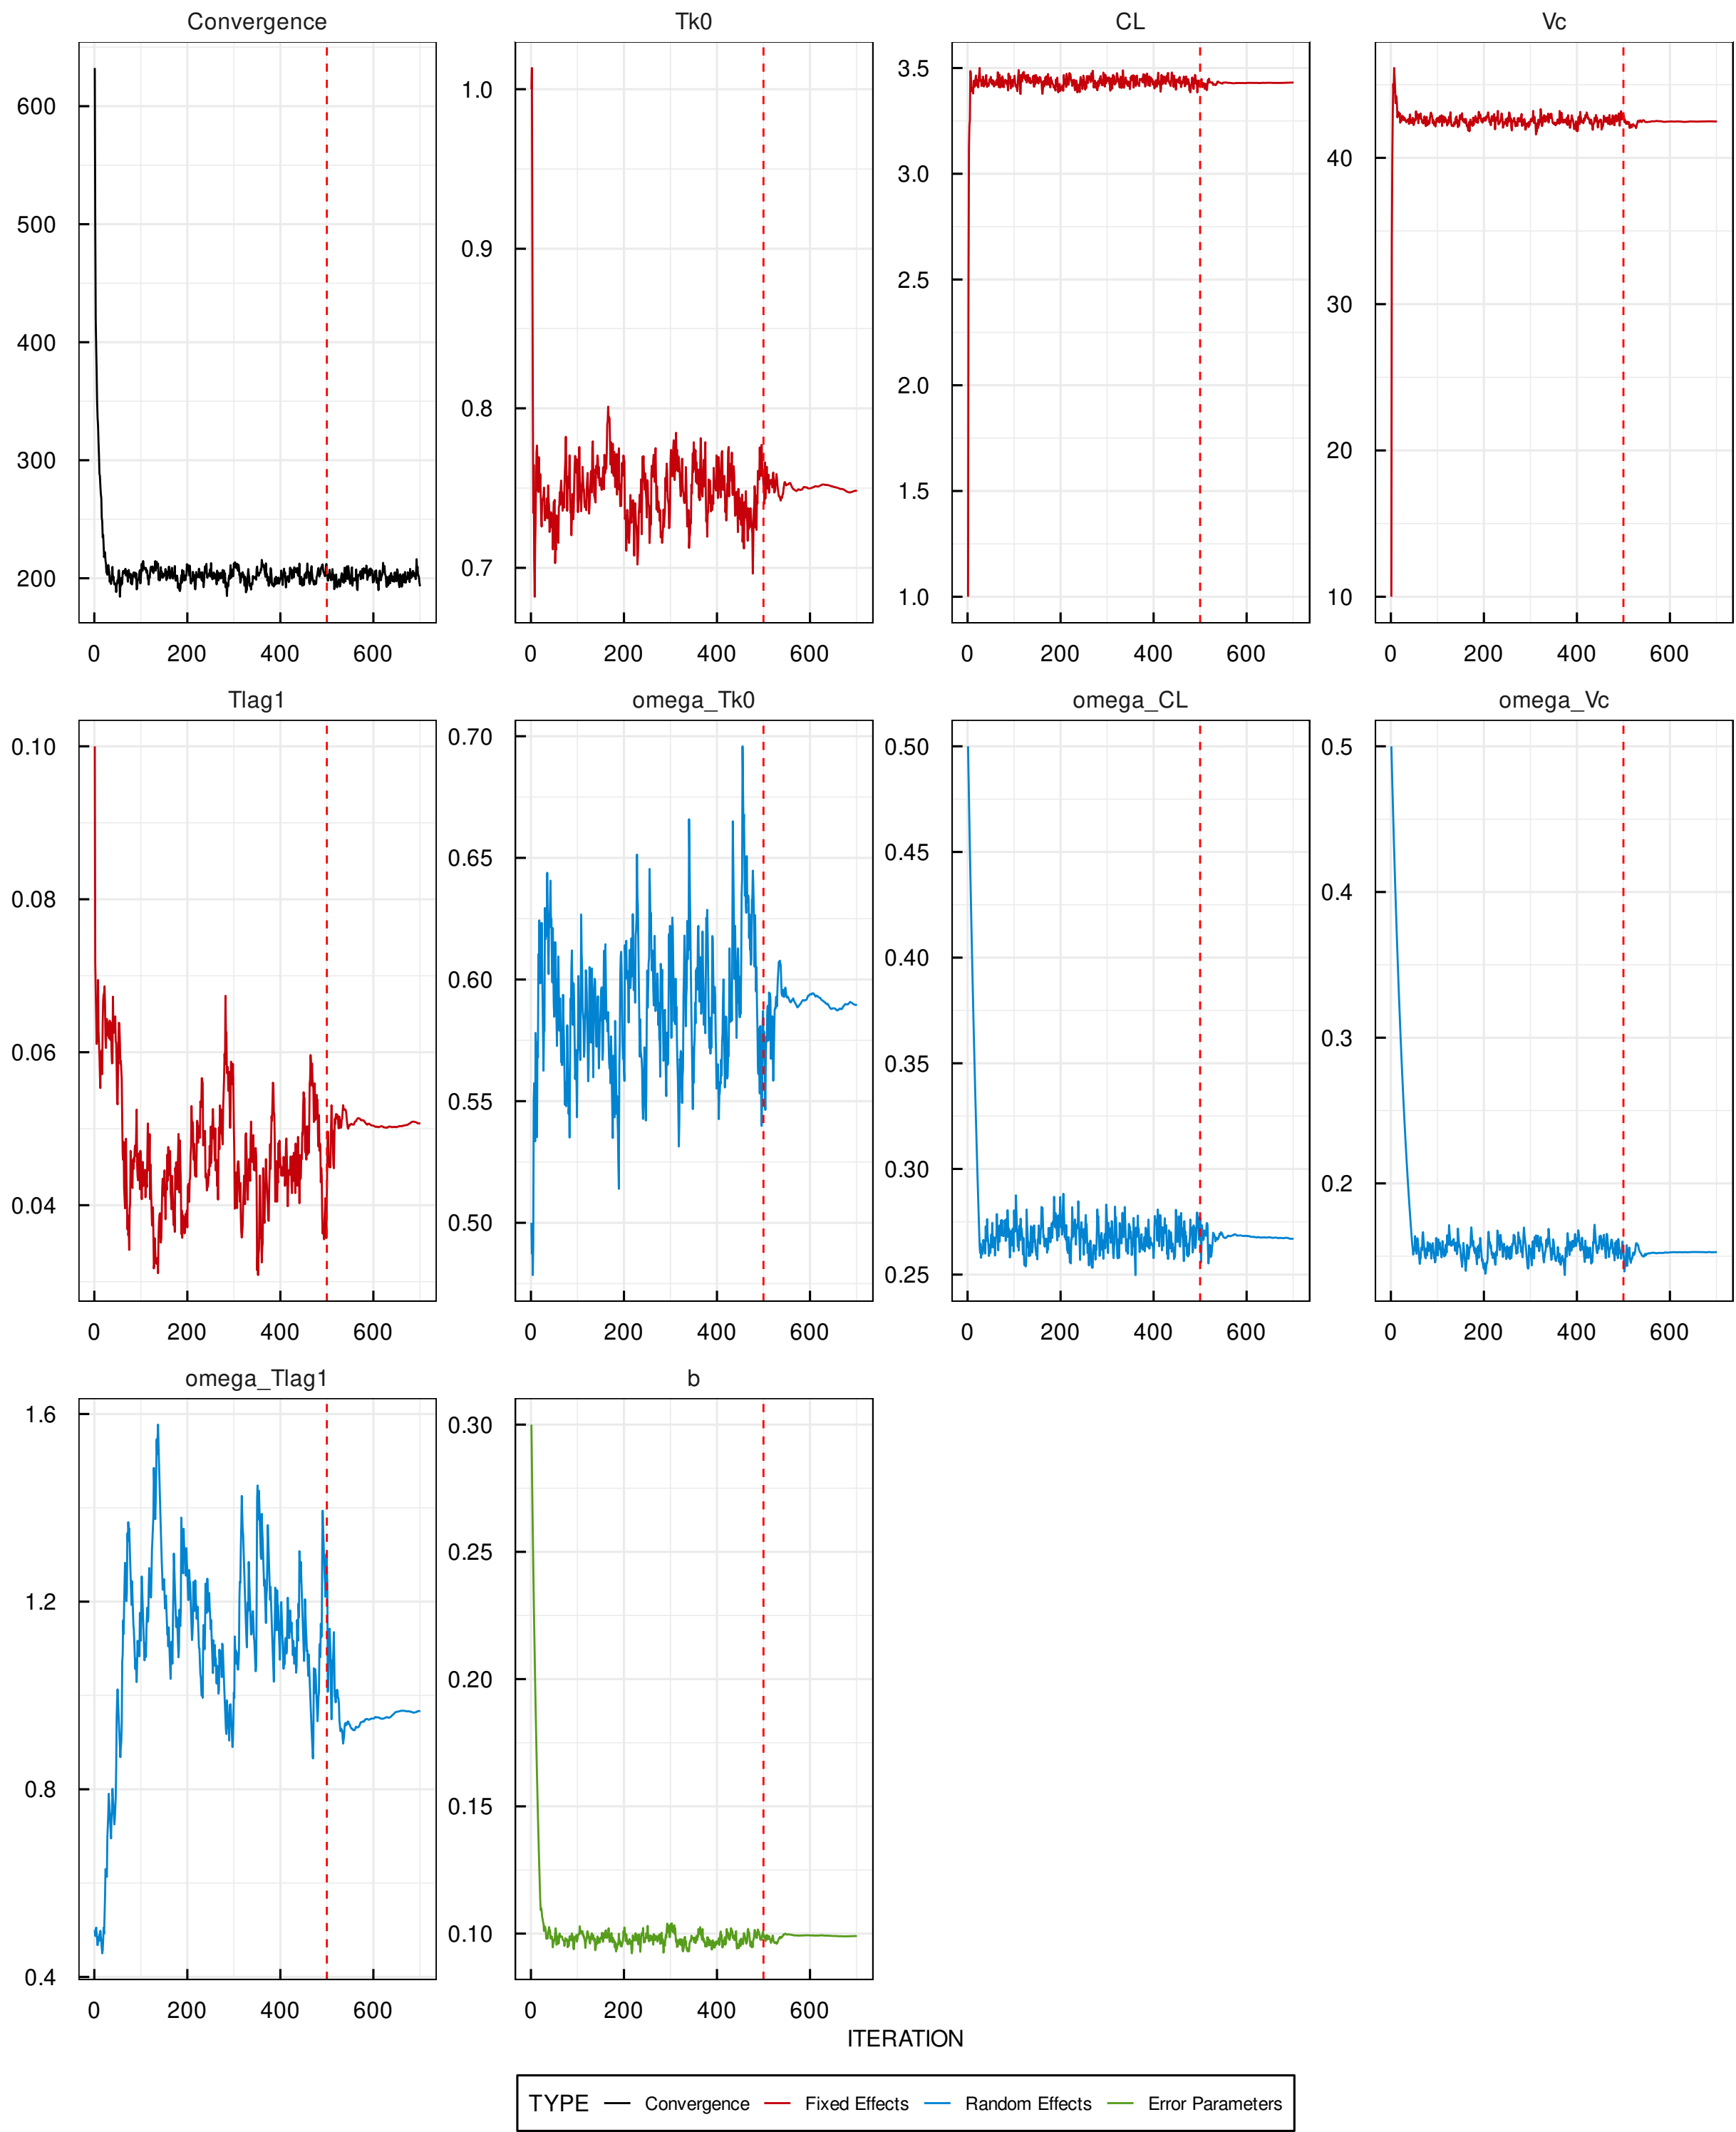 Convergence Tk0 CL Vc
600 1.0 3.5
500 0.9 3.0 40
400 2.5 30
300 0.8 2.0
200 0.7 1.5 20
1.0 10
0 200 400 600 0 200 400 600 0 200 400 600 0 200 400 600
Tlag1 omega_Tk0 omega_CL omega_Vc
0.10 0.70 0.50 0.5
0.08 0.65 0.45 0.4
0.06 0.60 0.40 0.3
0.04 0.55 0.35 0.2
0.50 0.30
0.25
0 200 400 600 0 200 400 600 0 200 400 600 0 200 400 600
omega_Tlag1 b
1.6 0.30
1.2 0.25
0.8 0.20
0.4 0.15
0.10
0 200 400 600 0 200 400 600
ITERATION
TYPE Convergence Fixed Effects Random Effects Error Parameters